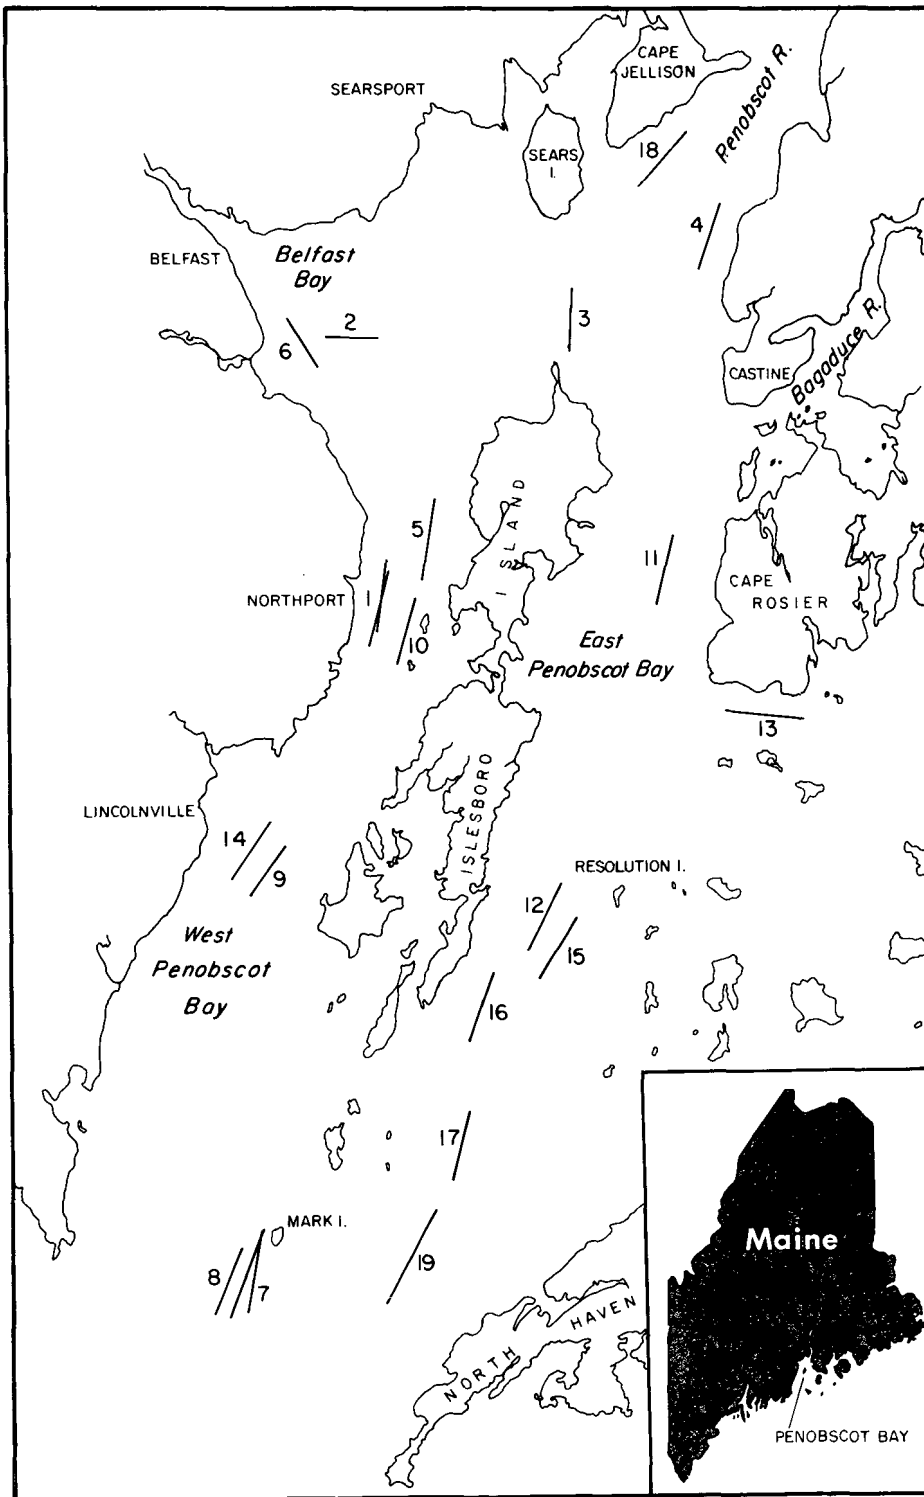 CAPE
JELLISON
Penobscot R.
SEARSPORT
18
SEARS
I.
4
BELFAST
Belfast
Bay
2
3
6
CASTINE
Bagaduce R.
5
ISLAND
11
NORTHPORT
1
CAPE
ROSIER
10
East
Penobscot Bay
13
LINCOLNVILLE
ISLESBORO
14
9
RESOLUTION I.
12
West
Penobscot
Bay
15
16
17
MARK I.
Maine
8
7
19
NORTH
HAVEN
PENOBSCOT BAY